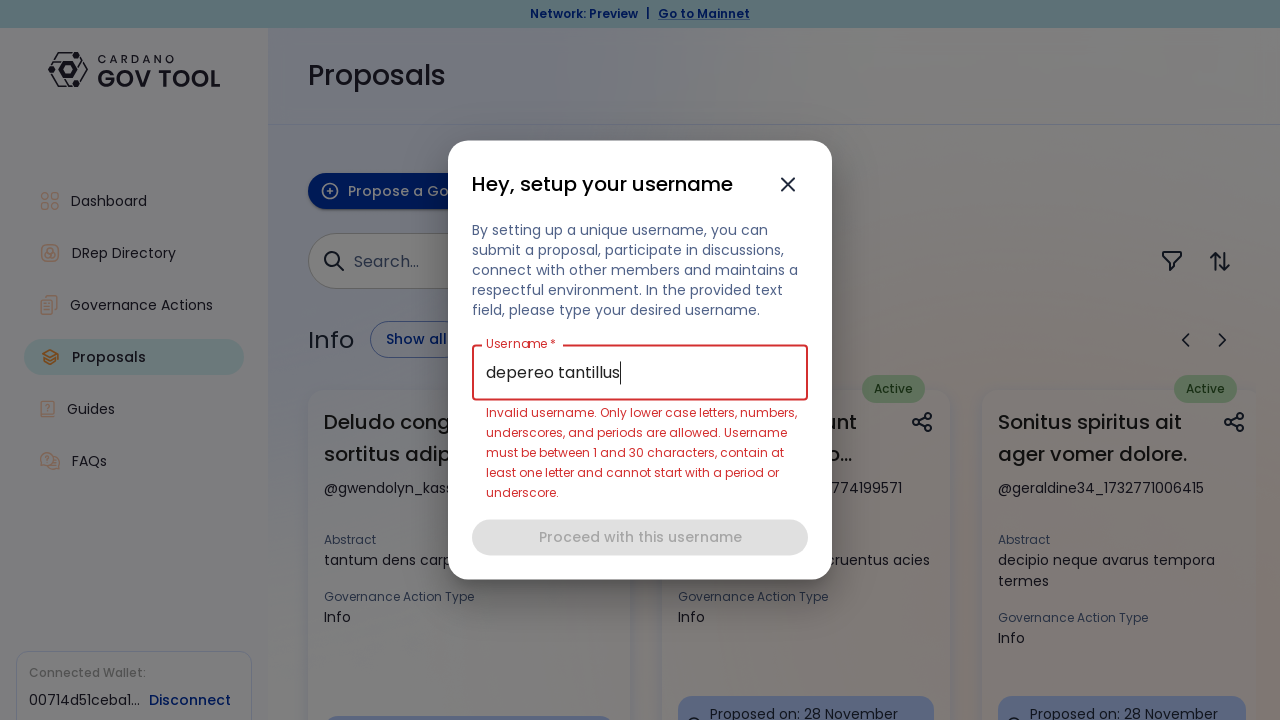 Network: Preview | Go to Mainnet
CARDANO
GOV TOOL
Proposals
Dashboard
DRep Directory
Governance Actions
Proposals
Guides
FAQs
Connected Wallet:
00714d51ceba1... Disconnect
Propose a Go
Search...
Info
Show all
Hey, setup your username
By setting up a unique username, you can
submit a proposal, participate in discussions,
connect with other members and maintains a
respectful environment. In the provided text
field, please type your desired username.
Username *
depereo tantillus
Invalid username. Only lower case letters, numbers,
underscores, and periods are allowed. Username
must be between 1 and 30 characters, contain at
least one letter and cannot start with a period or
underscore.
Proceed with this username
Deludo cong
sortitus adip
@gwendolyn_kass
Abstract
tantum dens carp
Governance Action Type
Info
Active
unt
o...
774199571
cruentus acies
Governance Action Type
Info
Proposed on: 28 November
Active
Sonitus spiritus ait
ager vomer dolore.
@geraldine34_1732771006415
Abstract
decipio neque avarus tempora
termes
Governance Action Type
Info
Proposed on: 28 November